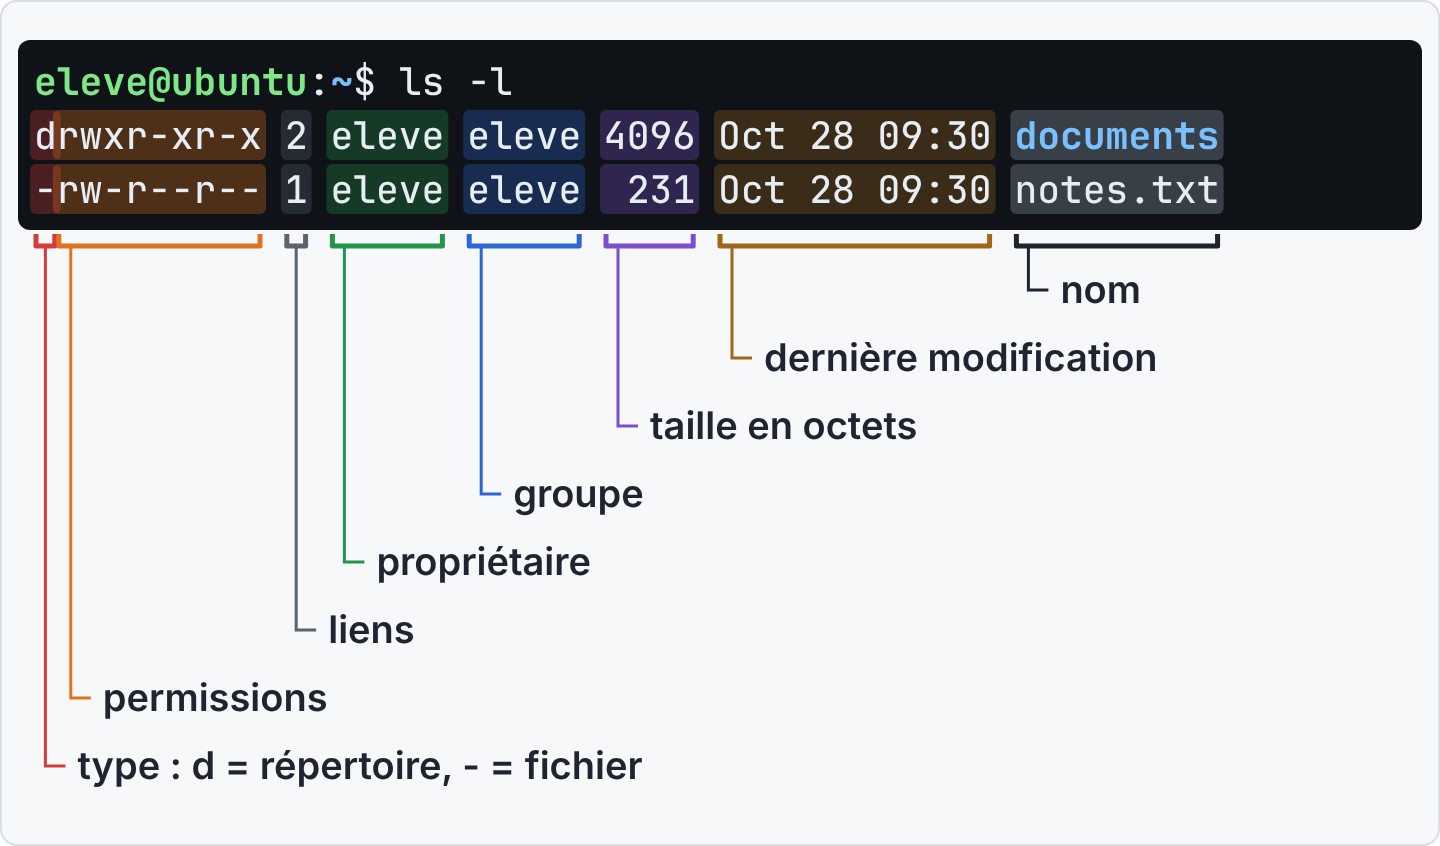 eleve@ubuntu:~$ ls -l
drwxr-xr-x 2 eleve eleve 4096 Oct 28 09:30 documents
-rw-r--r-- 1 eleve eleve  231 Oct 28 09:30 notes.txt
nom
dernière modification
taille en octets
groupe
propriétaire
liens
permissions
type : d = répertoire, - = fichier